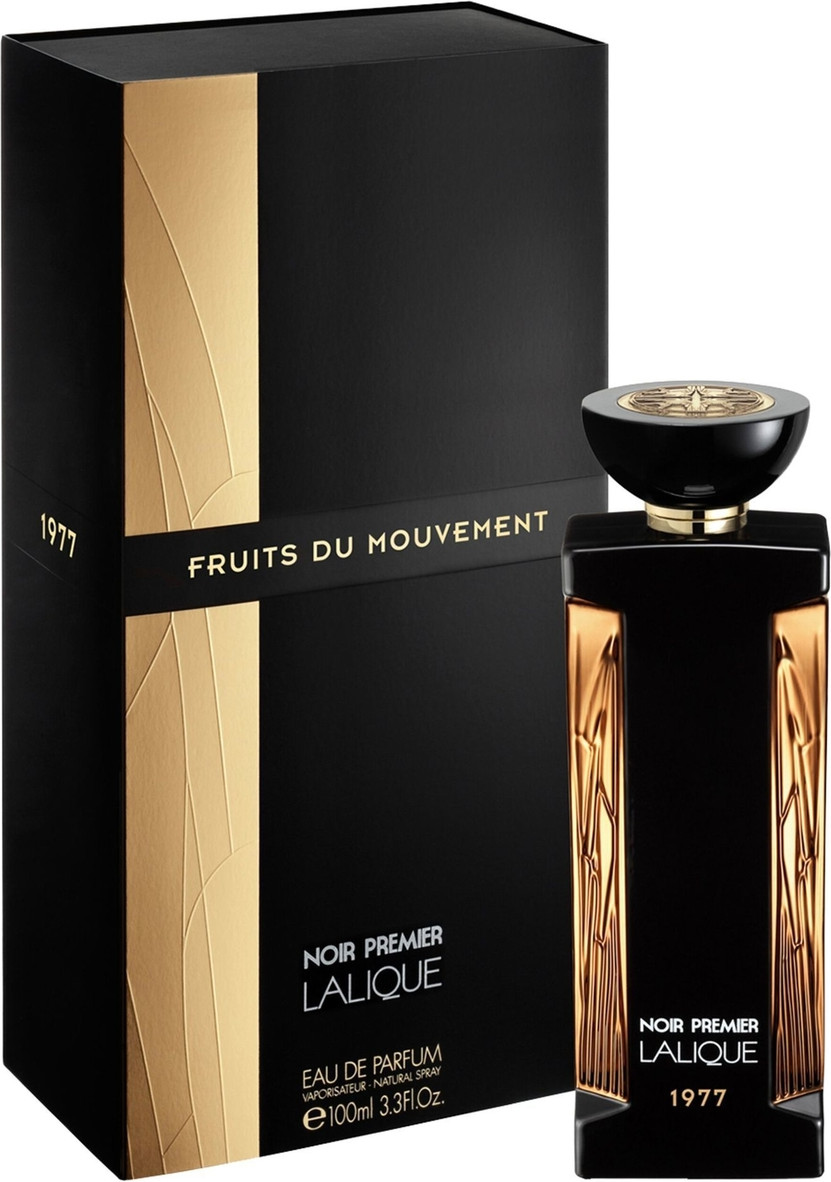 1977
FRUITS DU MOUVEMENT
NOIR PREMIER
LALIQUE
EAU DE PARFUM
VAPORISATEUR - NATURAL SPRAY
e100ml 3.3Fl.Oz.
NOIR PREMIER
LALIQUE
1977